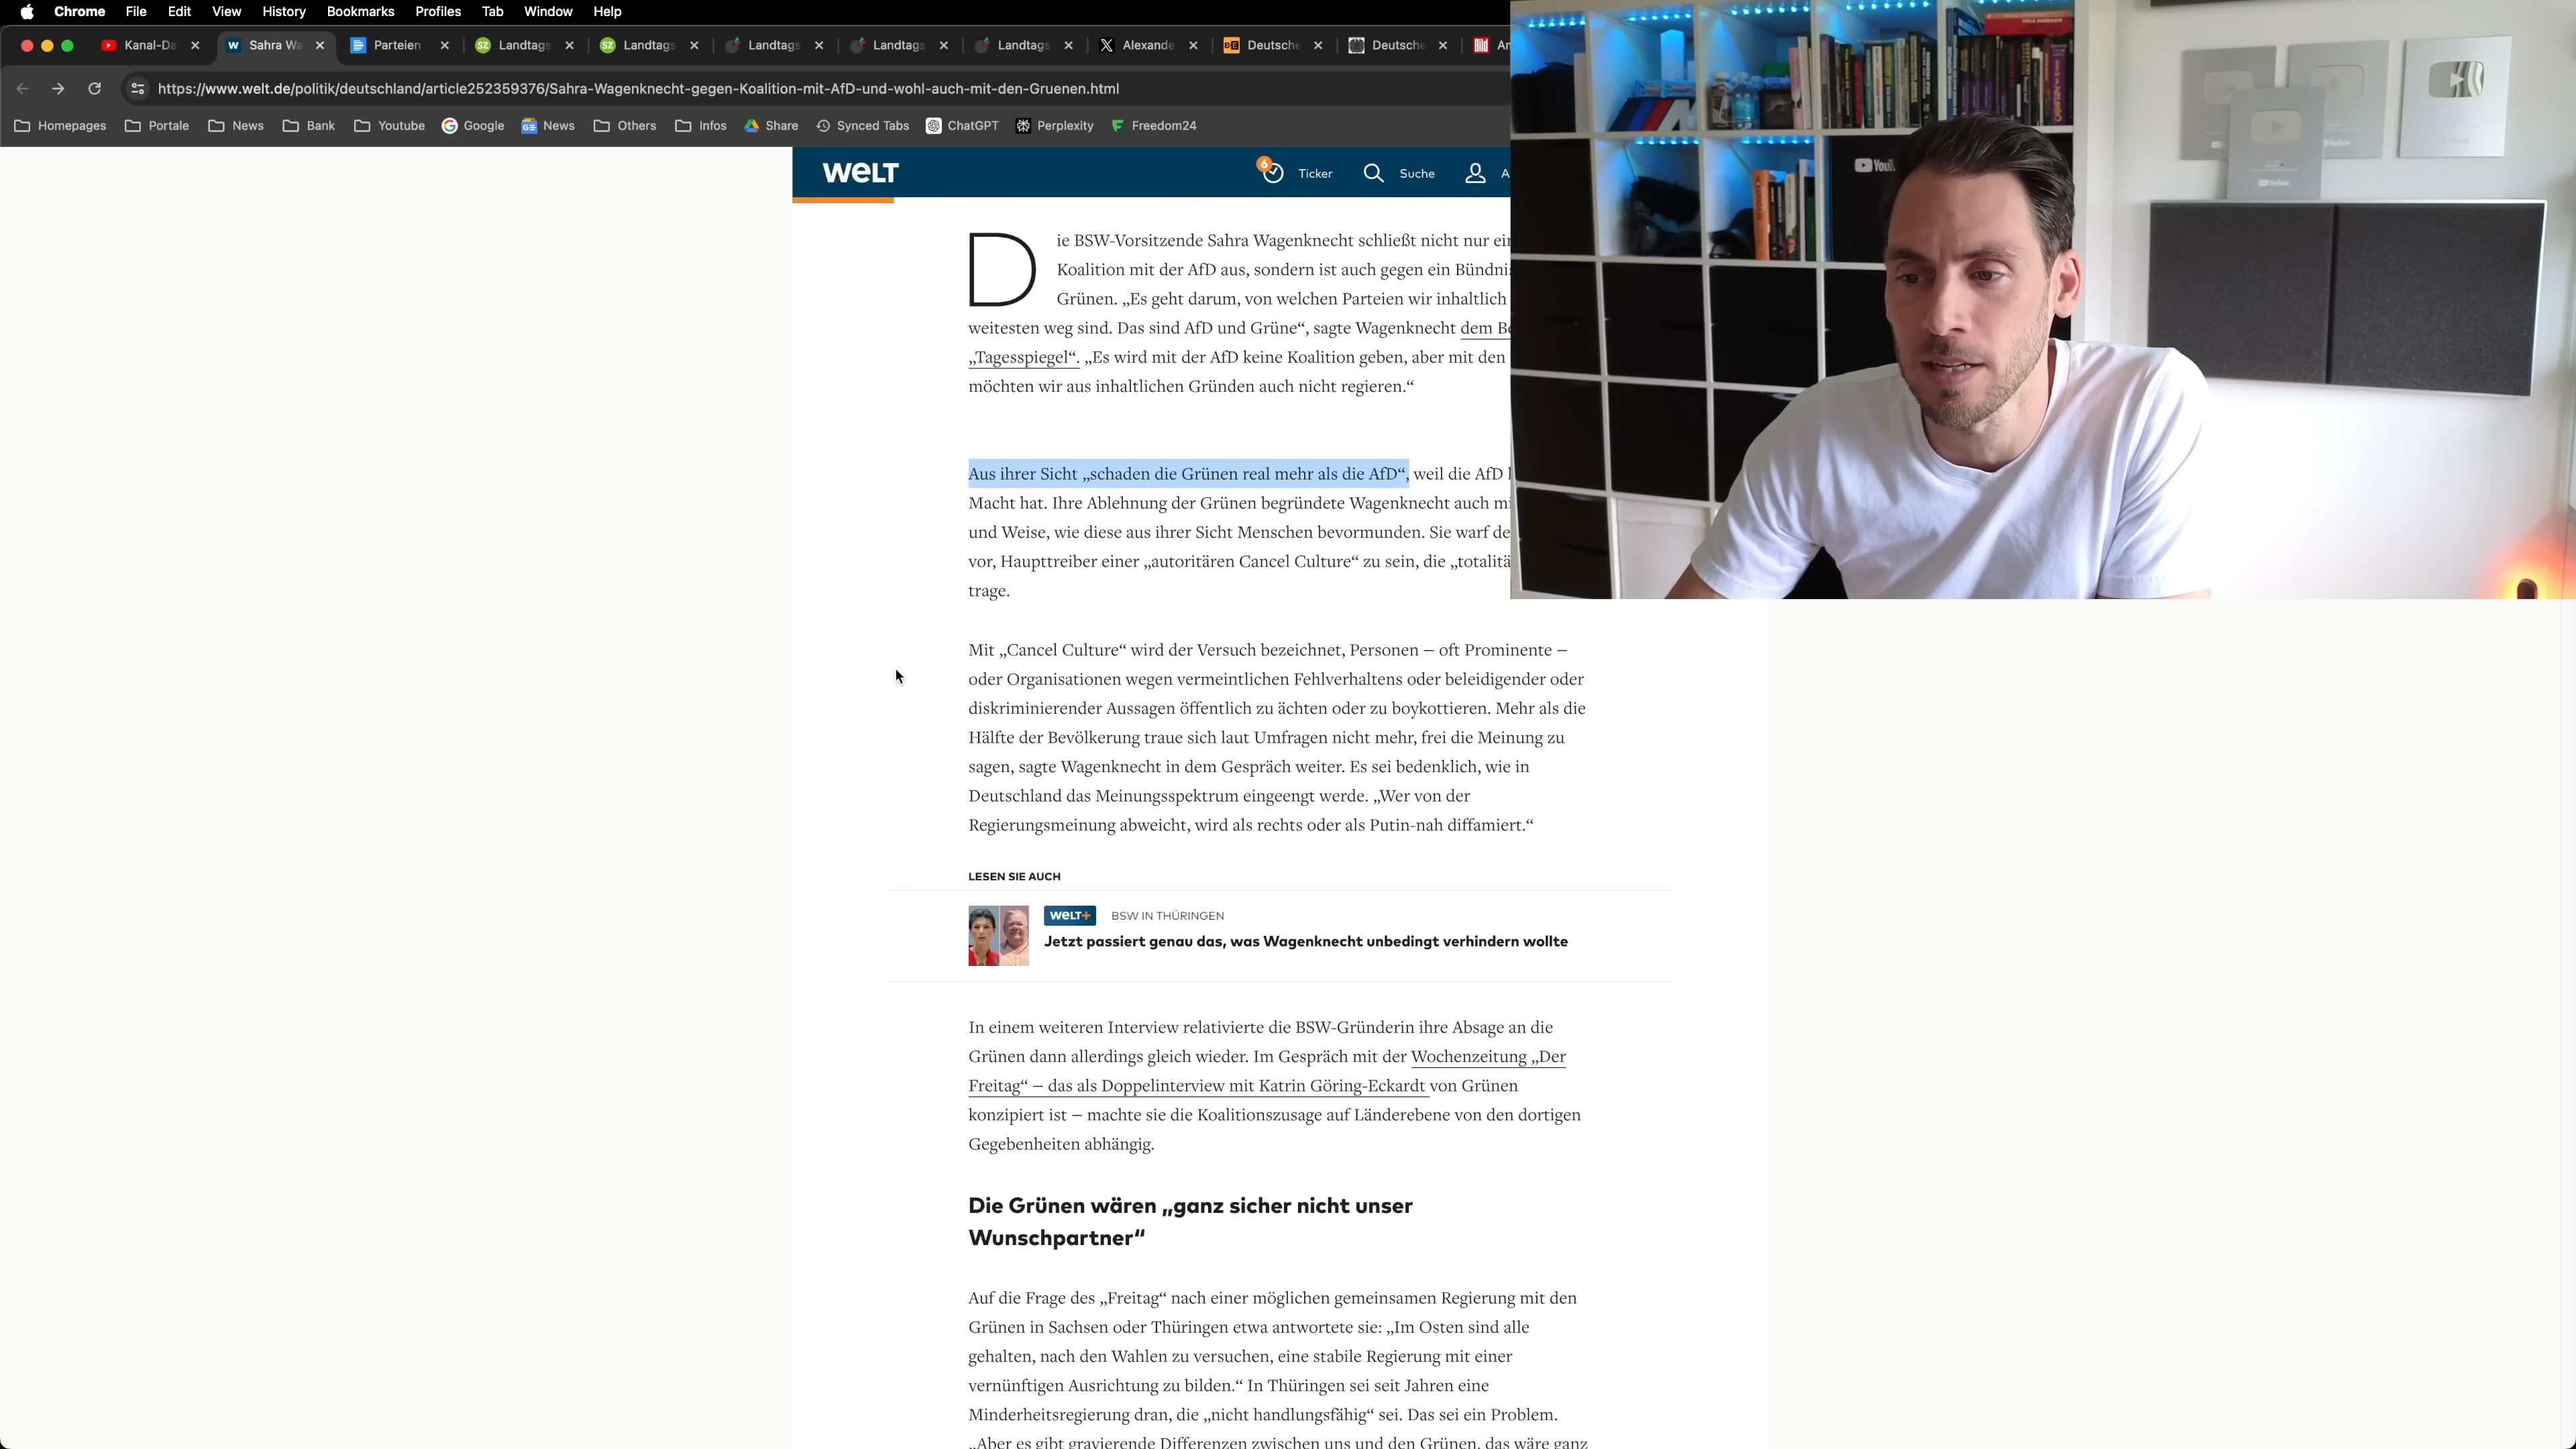 Chrome File Edit View History Bookmarks Profiles Tab Window Help
Kanal-Da Sahra Wa Parteien Landtags Landtags Landtags Landtags Landtags Alexande Deutsche Deutsche
https://www.welt.de/politik/deutschland/article252359376/Sahra-Wagenknecht-gegen-Koalition-mit-AfD-und-wohl-auch-mit-den-Gruenen.html
Homepages Portale News Bank Youtube Google News Others Infos Share Synced Tabs ChatGPT Perplexity Freedom24
WELT 6 Ticker Suche
Die BSW-Vorsitzende Sahra Wagenknecht schließt nicht nur
Koalition mit der AfD aus, sondern ist auch gegen ein
Grünen. „Es geht darum, von welchen Parteien wir inhaltlich
weitesten weg sind. Das sind AfD und Grüne“, sagte Wagenknecht dem
„Tagesspiegel“. „Es wird mit der AfD keine Koalition geben, aber mit den
möchten wir aus inhaltlichen Gründen auch nicht regieren.“
Aus ihrer Sicht „schaden die Grünen real mehr als die AfD“, weil die AfD
Macht hat. Ihre Ablehnung der Grünen begründete Wagenknecht auch
und Weise, wie diese aus ihrer Sicht Menschen bevormunden. Sie warf
vor, Haupttreiber einer „autoritären Cancel Culture“ zu sein, die
trage.
Mit „Cancel Culture“ wird der Versuch bezeichnet, Personen – oft Prominente –
oder Organisationen wegen vermeintlichen Fehlverhaltens oder beleidigender oder
diskriminierender Aussagen öffentlich zu ächten oder zu boykottieren. Mehr als die
Hälfte der Bevölkerung traue sich laut Umfragen nicht mehr, frei die Meinung zu
sagen, sagte Wagenknecht in dem Gespräch weiter. Es sei bedenklich, wie in
Deutschland das Meinungsspektrum eingeengt werde. „Wer von der
Regierungsmeinung abweicht, wird als rechts oder als Putin-nah diffamiert.“
LESEN SIE AUCH
WELT+ BSW IN THÜRINGEN
Jetzt passiert genau das, was Wagenknecht unbedingt verhindern wollte
In einem weiteren Interview relativierte die BSW-Gründerin ihre Absage an die
Grünen dann allerdings gleich wieder. Im Gespräch mit der Wochenzeitung „Der
Freitag“ – das als Doppelinterview mit Katrin Göring-Eckardt von Grünen
konzipiert ist – machte sie die Koalitionszusage auf Länderebene von den dortigen
Gegebenheiten abhängig.
Die Grünen wären „ganz sicher nicht unser
Wunschpartner“
Auf die Frage des „Freitag“ nach einer möglichen gemeinsamen Regierung mit den
Grünen in Sachsen oder Thüringen etwa antwortete sie: „Im Osten sind alle
gehalten, nach den Wahlen zu versuchen, eine stabile Regierung mit einer
vernünftigen Ausrichtung zu bilden.“ In Thüringen sei seit Jahren eine
Minderheitsregierung dran, die „nicht handlungsfähig“ sei. Das sei ein Problem.
„Aber es gibt gravierende Differenzen zwischen uns und den Grünen, das wäre ganz